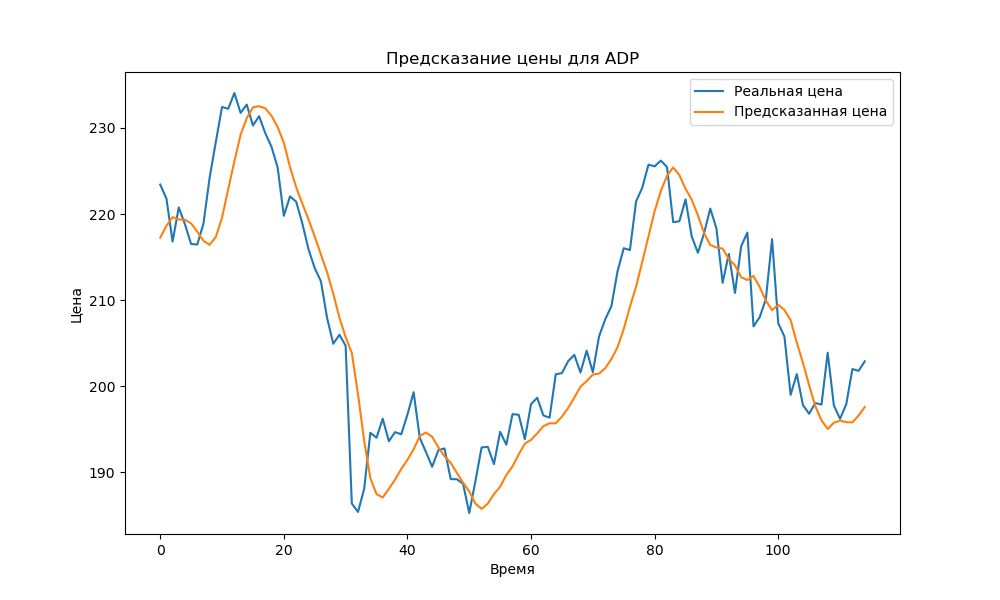 Предсказание цены для ADP
Реальная цена
Предсказанная цена
Цена
230
220
210
200
190
0 20 40 60 80 100
Время